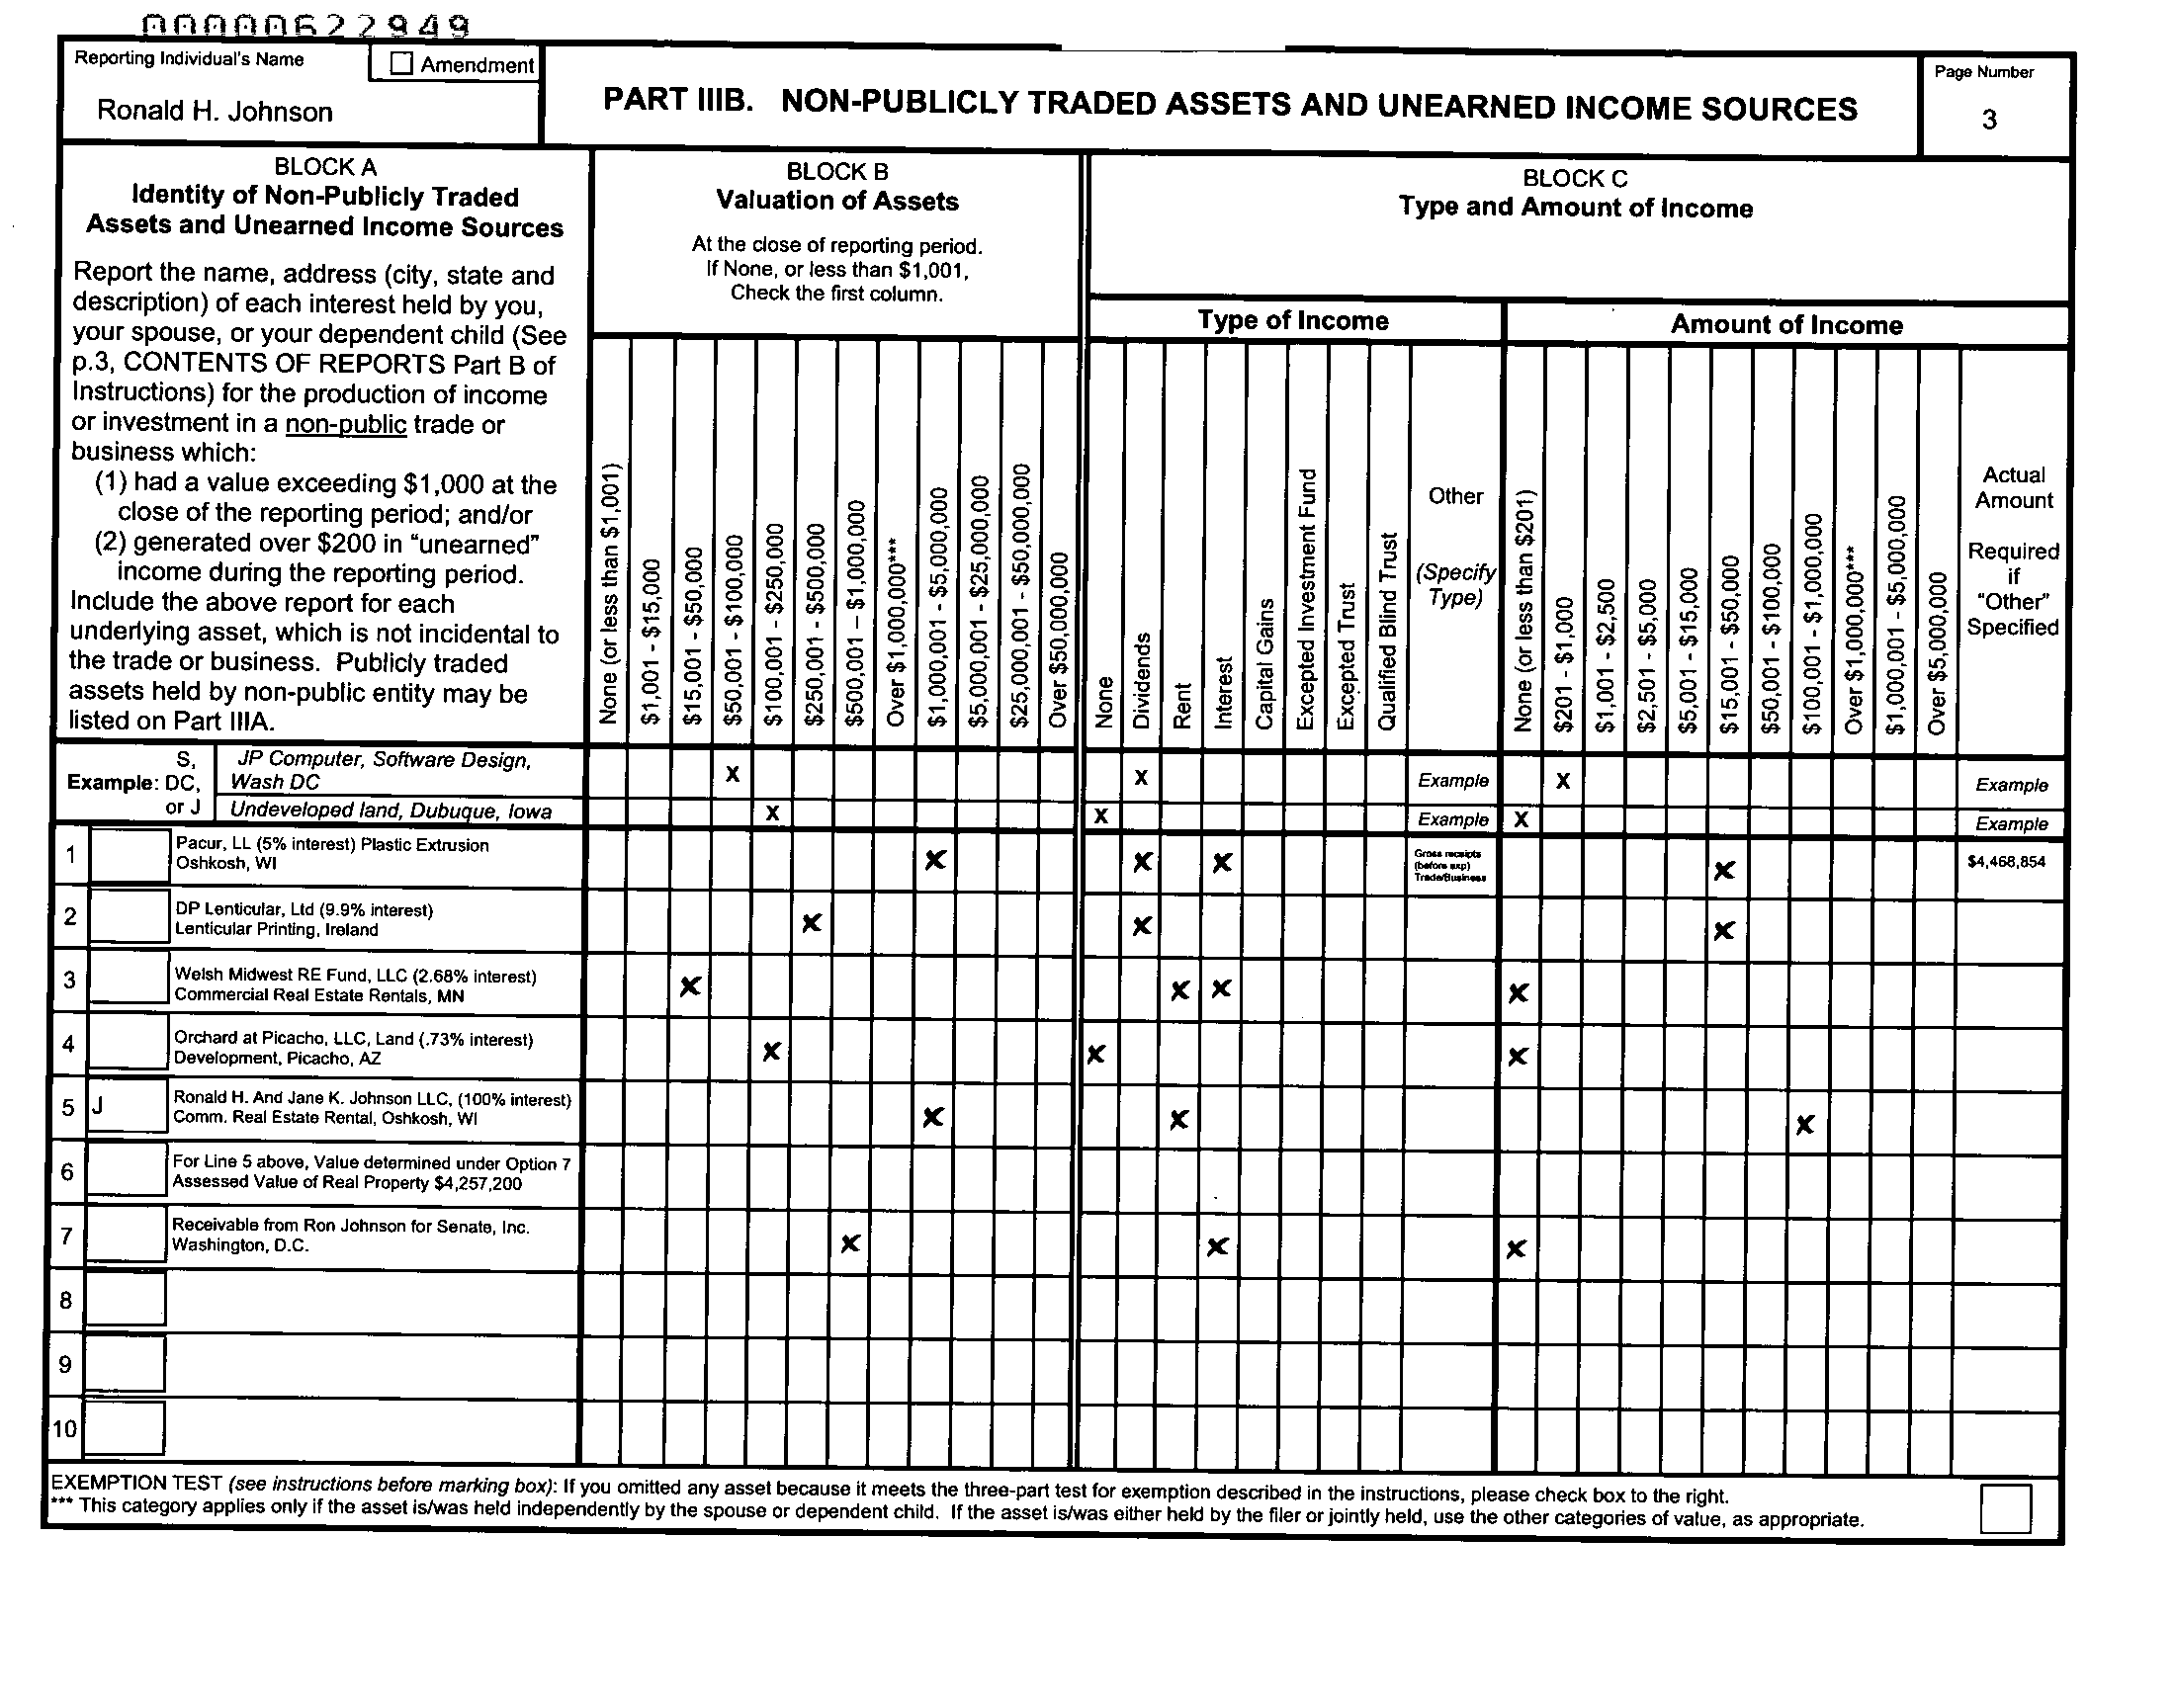 00000622949
Reporting Individual's Name
☐ Amendment
Ronald H. Johnson
PART IIIB. NON-PUBLICLY TRADED ASSETS AND UNEARNED INCOME SOURCES
Page Number
3
BLOCK A
Identity of Non-Publicly Traded
Assets and Unearned Income Sources
Report the name, address (city, state and
description) of each interest held by you,
your spouse, or your dependent child (See
p.3, CONTENTS OF REPORTS Part B of
Instructions) for the production of income
or investment in a non-public trade or
business which:
(1) had a value exceeding $1,000 at the
close of the reporting period; and/or
(2) generated over $200 in "unearned"
income during the reporting period.
Include the above report for each
underlying asset, which is not incidental to
the trade or business. Publicly traded
assets held by non-public entity may be
listed on Part IIIA.
BLOCK B
Valuation of Assets
At the close of reporting period.
If None, or less than $1,001,
Check the first column.
None (or less than $1,001)
$1,001 - $15,000
$15,001 - $50,000
$50,001 - $100,000
$100,001 - $250,000
$250,001 - $500,000
$500,001 – $1,000,000
Over $1,000,000***
$1,000,001 - $5,000,000
$5,000,001 - $25,000,000
$25,000,001 - $50,000,000
Over $50,000,000
BLOCK C
Type and Amount of Income
Type of Income
None
Dividends
Rent
Interest
Capital Gains
Excepted Investment Fund
Excepted Trust
Qualified Blind Trust
Other
(Specify
Type)
Amount of Income
None (or less than $201)
$201 - $1,000
$1,001 - $2,500
$2,501 - $5,000
$5,001 - $15,000
$15,001 - $50,000
$50,001 - $100,000
$100,001 - $1,000,000
Over $1,000,000***
$1,000,001 - $5,000,000
Over $5,000,000
Actual
Amount
Required
if
"Other"
Specified
Example:
S,
DC,
or J
JP Computer, Software Design,
Wash DC
X X Example X Example
Undeveloped land, Dubuque, Iowa
X X Example X Example
1
Pacur, LL (5% interest) Plastic Extrusion
Oshkosh, WI
X X X
Gross receipts
(before exp)
Trade/Business
X $4,468,854
2
DP Lenticular, Ltd (9.9% interest)
Lenticular Printing, Ireland
X X X
3
Welsh Midwest RE Fund, LLC (2.68% interest)
Commercial Real Estate Rentals, MN
X X X X
4
Orchard at Picacho, LLC, Land (.73% interest)
Development, Picacho, AZ
X X X
5 J
Ronald H. And Jane K. Johnson LLC, (100% interest)
Comm. Real Estate Rental, Oshkosh, WI
X X X
6
For Line 5 above, Value determined under Option 7
Assessed Value of Real Property $4,257,200
7
Receivable from Ron Johnson for Senate, Inc.
Washington, D.C.
X X X
8
9
10
EXEMPTION TEST (see instructions before marking box): If you omitted any asset because it meets the three-part test for exemption described in the instructions, please check box to the right.
*** This category applies only if the asset is/was held independently by the spouse or dependent child. If the asset is/was either held by the filer or jointly held, use the other categories of value, as appropriate.